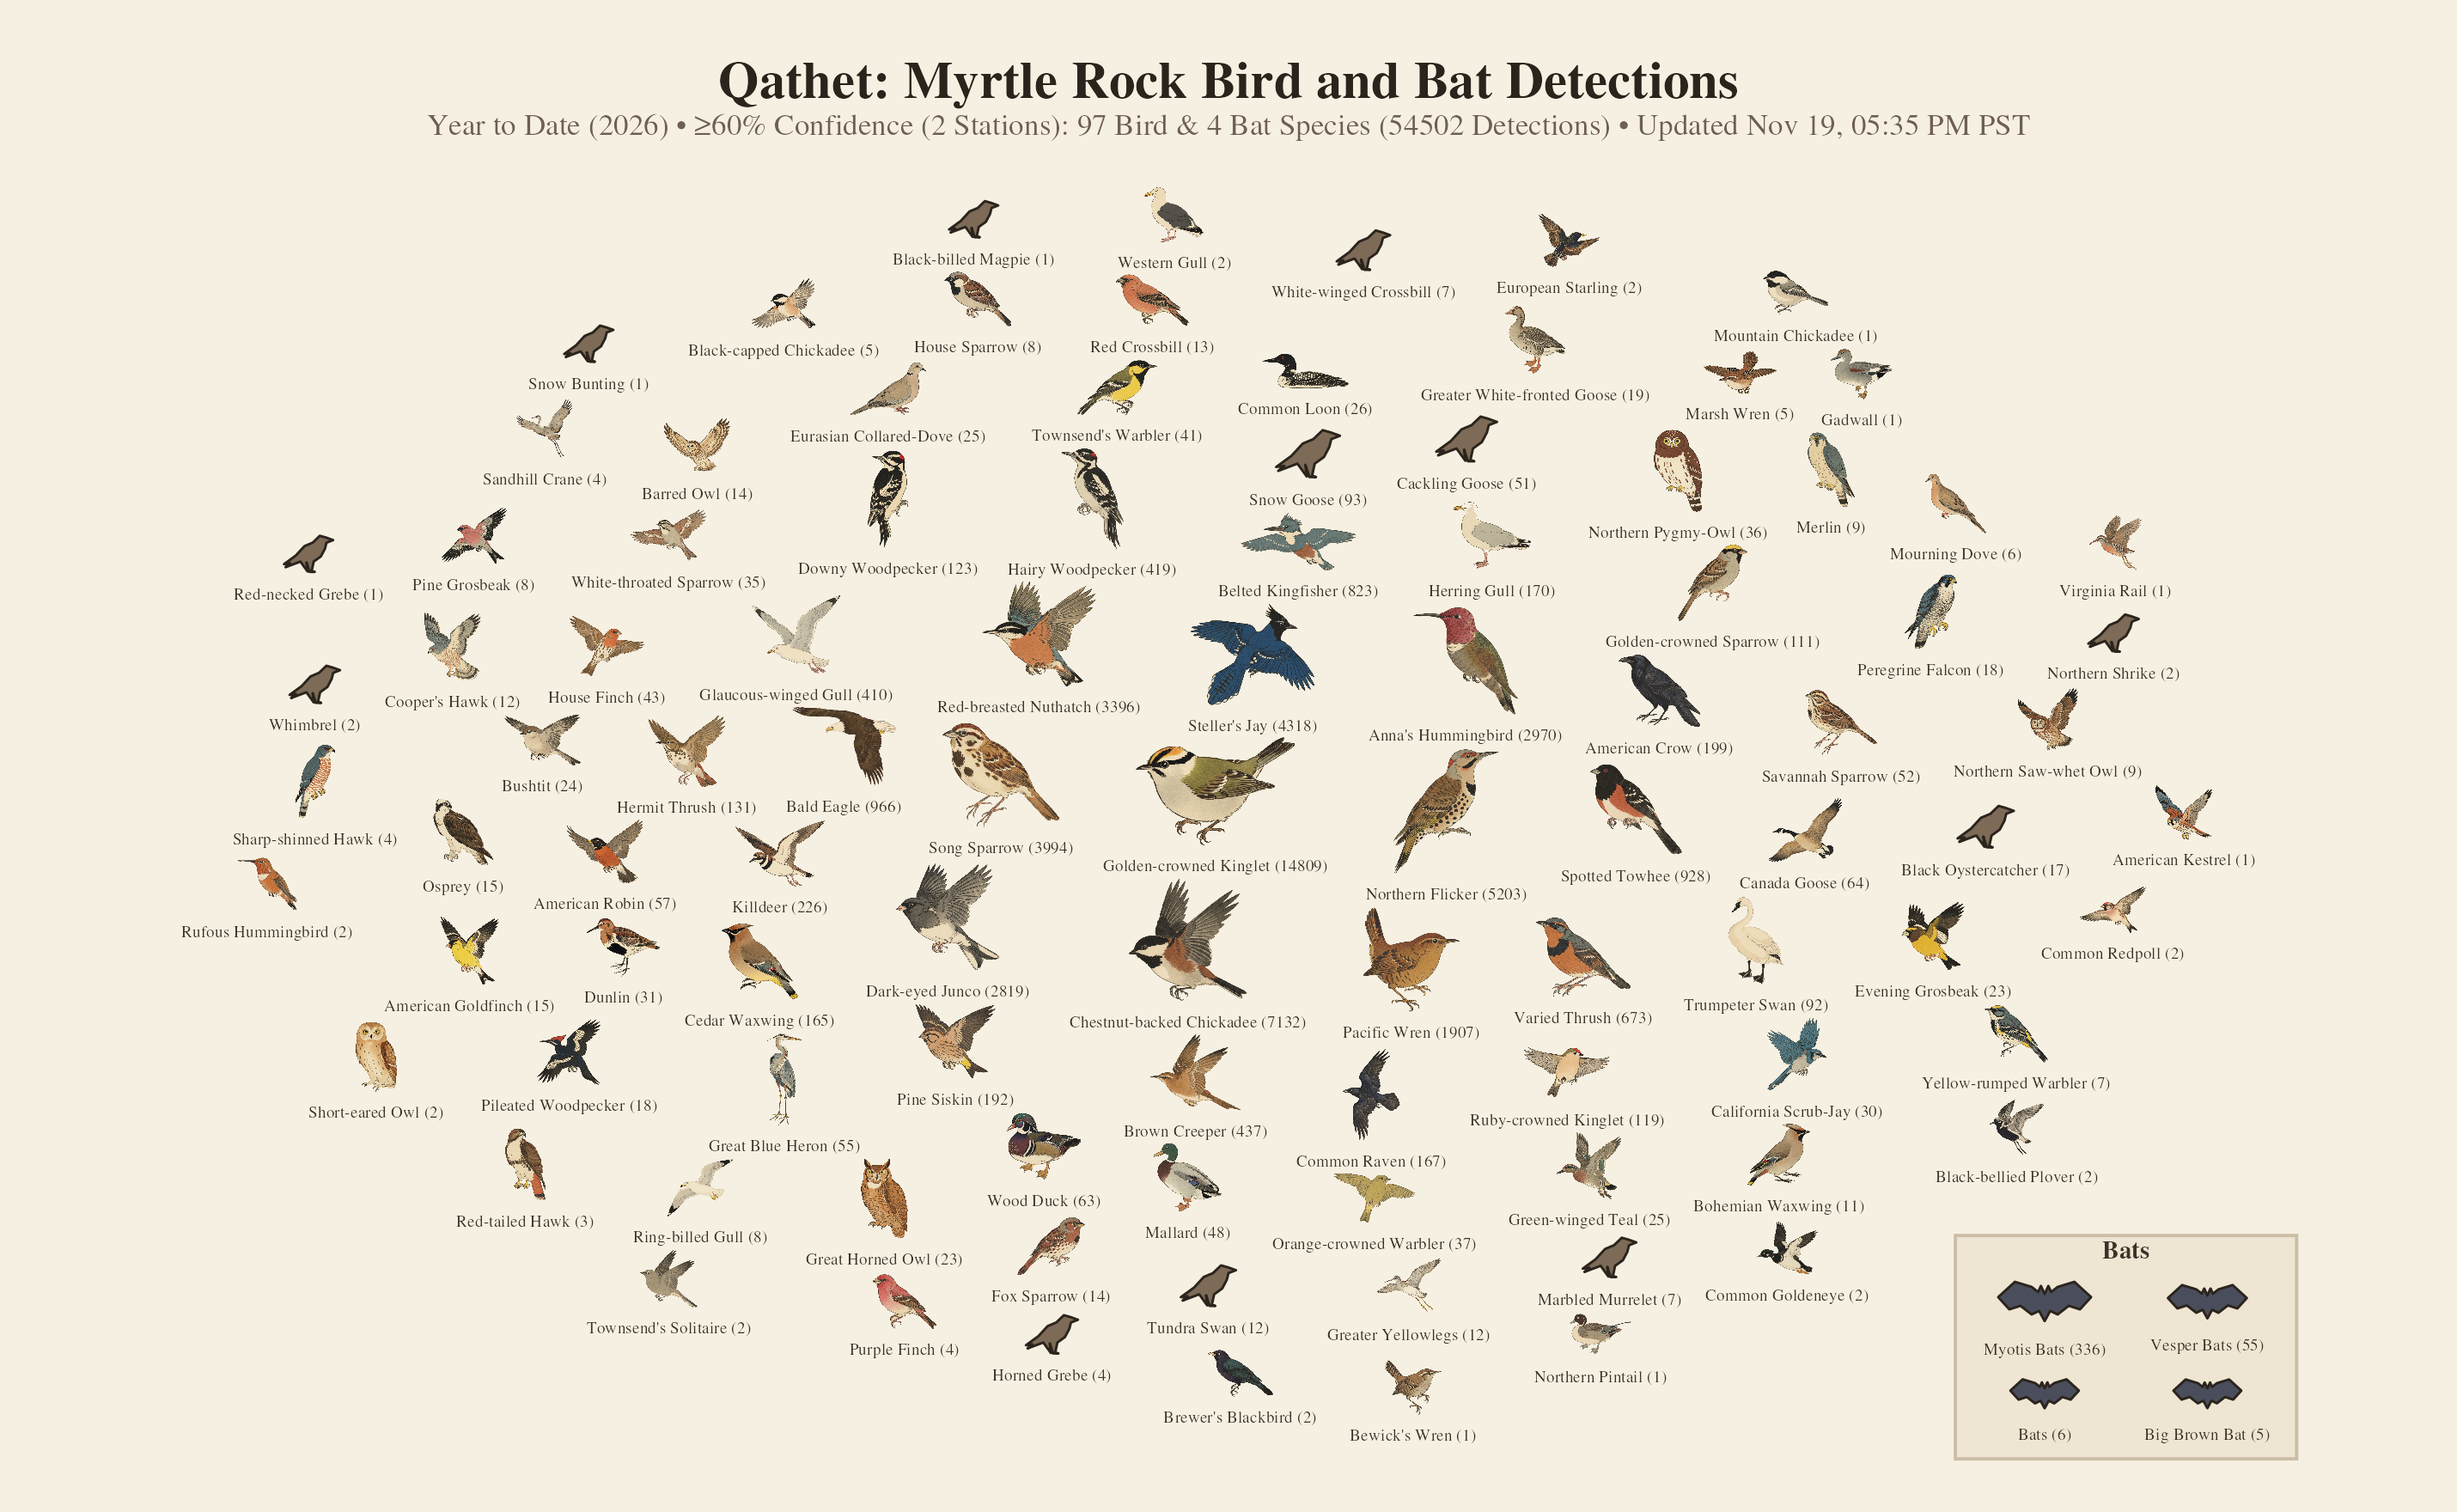 Qathet: Myrtle Rock Bird and Bat Detections
Year to Date (2026) • ≥60% Confidence (2 Stations): 97 Bird & 4 Bat Species (54502 Detections) • Updated Nov 19, 05:35 PM PST
Black-billed Magpie (1)
Western Gull (2)
White-winged Crossbill (7)
European Starling (2)
Mountain Chickadee (1)
Black-capped Chickadee (5)
House Sparrow (8)
Red Crossbill (13)
Snow Bunting (1)
Greater White-fronted Goose (19)
Common Loon (26)
Marsh Wren (5)
Gadwall (1)
Eurasian Collared-Dove (25)
Townsend's Warbler (41)
Sandhill Crane (4)
Barred Owl (14)
Snow Goose (93)
Cackling Goose (51)
Northern Pygmy-Owl (36)
Merlin (9)
Mourning Dove (6)
Virginia Rail (1)
Red-necked Grebe (1)
Pine Grosbeak (8)
White-throated Sparrow (35)
Downy Woodpecker (123)
Hairy Woodpecker (419)
Belted Kingfisher (823)
Herring Gull (170)
Golden-crowned Sparrow (111)
Peregrine Falcon (18)
Northern Shrike (2)
Whimbrel (2)
Cooper's Hawk (12)
House Finch (43)
Glaucous-winged Gull (410)
Red-breasted Nuthatch (3396)
Steller's Jay (4318)
Anna's Hummingbird (2970)
American Crow (199)
Savannah Sparrow (52)
Northern Saw-whet Owl (9)
Bushtit (24)
Hermit Thrush (131)
Bald Eagle (966)
Sharp-shinned Hawk (4)
Song Sparrow (3994)
Golden-crowned Kinglet (14809)
Northern Flicker (5203)
Spotted Towhee (928)
Canada Goose (64)
Black Oystercatcher (17)
American Kestrel (1)
Osprey (15)
American Robin (57)
Killdeer (226)
Rufous Hummingbird (2)
Common Redpoll (2)
American Goldfinch (15)
Dunlin (31)
Cedar Waxwing (165)
Dark-eyed Junco (2819)
Chestnut-backed Chickadee (7132)
Pacific Wren (1907)
Varied Thrush (673)
Trumpeter Swan (92)
Evening Grosbeak (23)
Yellow-rumped Warbler (7)
Short-eared Owl (2)
Pileated Woodpecker (18)
Great Blue Heron (55)
Pine Siskin (192)
Brown Creeper (437)
Common Raven (167)
Ruby-crowned Kinglet (119)
California Scrub-Jay (30)
Black-bellied Plover (2)
Red-tailed Hawk (3)
Ring-billed Gull (8)
Great Horned Owl (23)
Wood Duck (63)
Mallard (48)
Orange-crowned Warbler (37)
Green-winged Teal (25)
Bohemian Waxwing (11)
Townsend's Solitaire (2)
Purple Finch (4)
Fox Sparrow (14)
Tundra Swan (12)
Greater Yellowlegs (12)
Marbled Murrelet (7)
Common Goldeneye (2)
Horned Grebe (4)
Brewer's Blackbird (2)
Bewick's Wren (1)
Northern Pintail (1)
Bats
Myotis Bats (336)
Vesper Bats (55)
Bats (6)
Big Brown Bat (5)